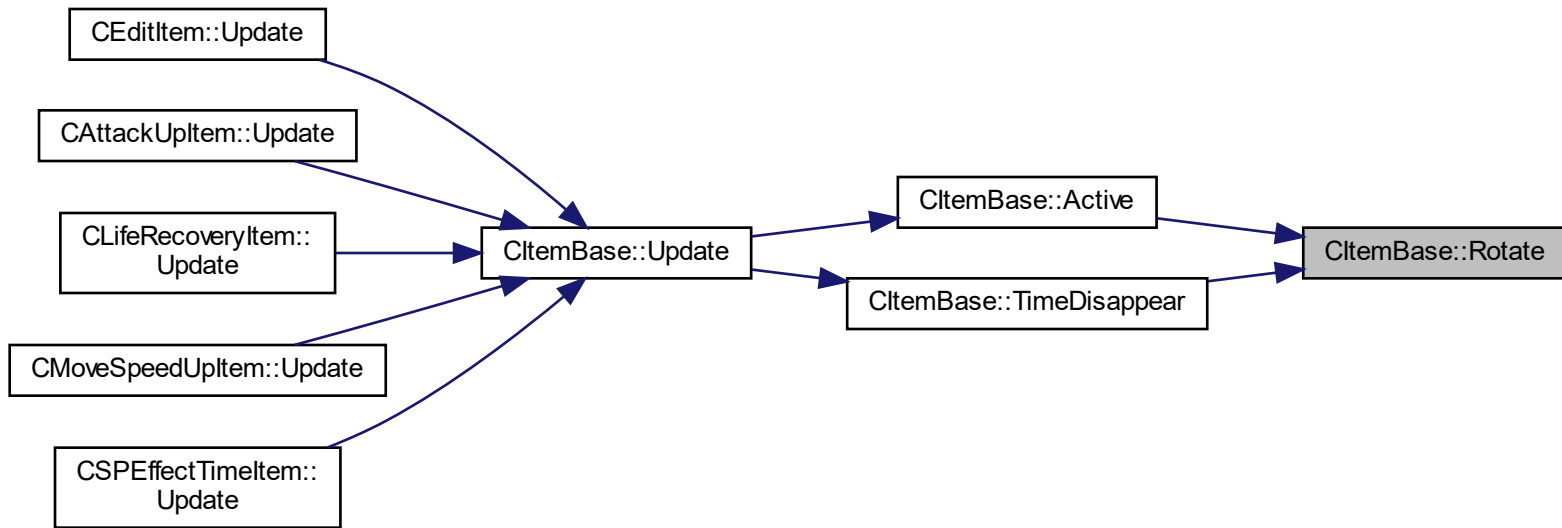 CEditItem::Update
CAttackUpItem::Update
CLifeRecoveryItem::
Update
CMoveSpeedUpItem::Update
CSPEffectTimeItem::
Update
CItemBase::Update
CItemBase::Active
CItemBase::TimeDisappear
CItemBase::Rotate